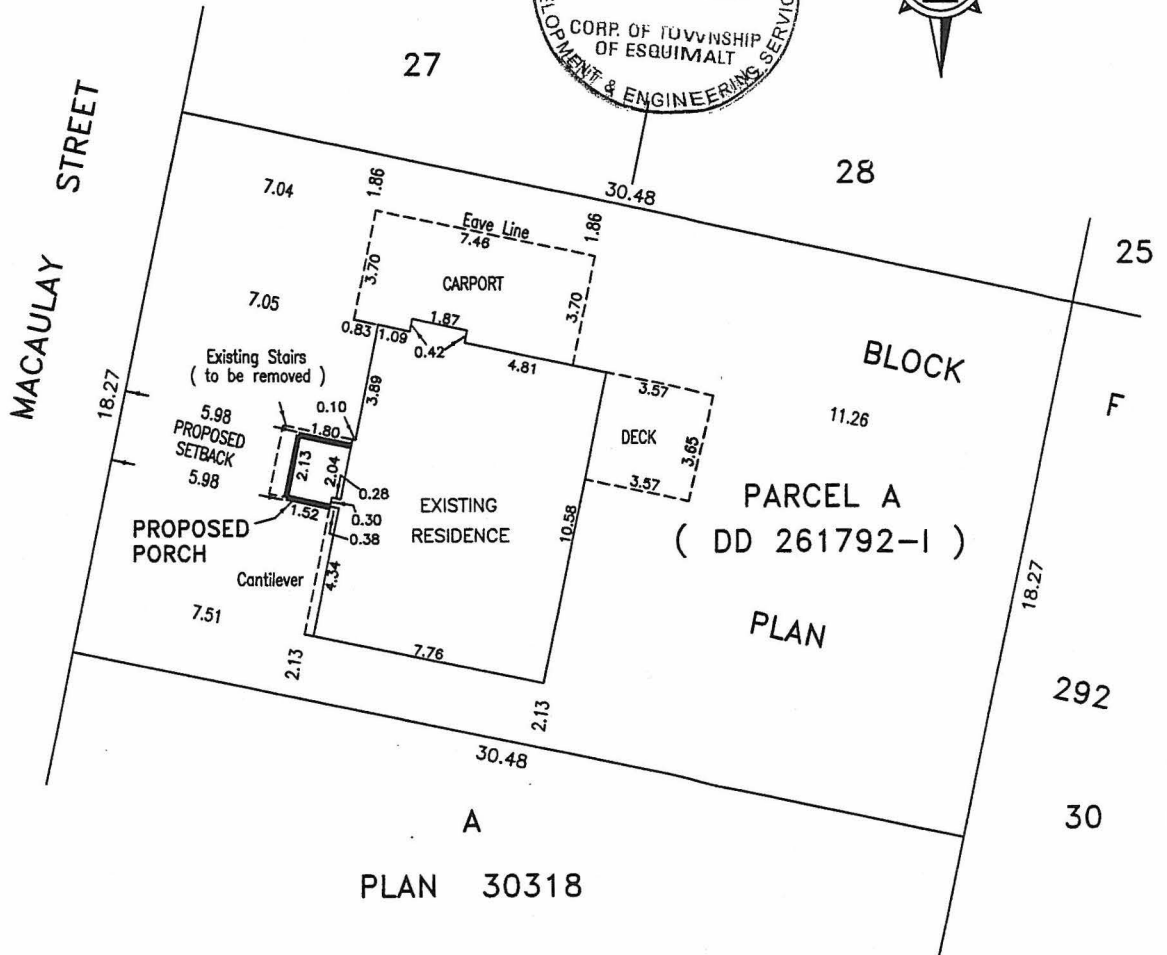 CORP. OF TOWNSHIP
OF ESQUIMALT
& ENGINEERING
27
28
25
MACAULAY STREET
30.48
7.04
1.86
Eave Line
7.46
1.86
3.70
CARPORT
3.70
7.05
0.83
1.09
1.87
0.42
4.81
BLOCK
F
Existing Stairs
( to be removed )
3.89
3.57
11.26
18.27
0.10
5.98
PROPOSED
SETBACK
5.98
1.80
DECK
3.65
2.13
2.04
0.28
3.57
PARCEL A
( DD 261792-I )
1.52
0.30
0.38
EXISTING
RESIDENCE
10.58
PROPOSED
PORCH
Cantilever
4.34
18.27
7.51
PLAN
7.76
2.13
2.13
292
30.48
30
A
PLAN 30318